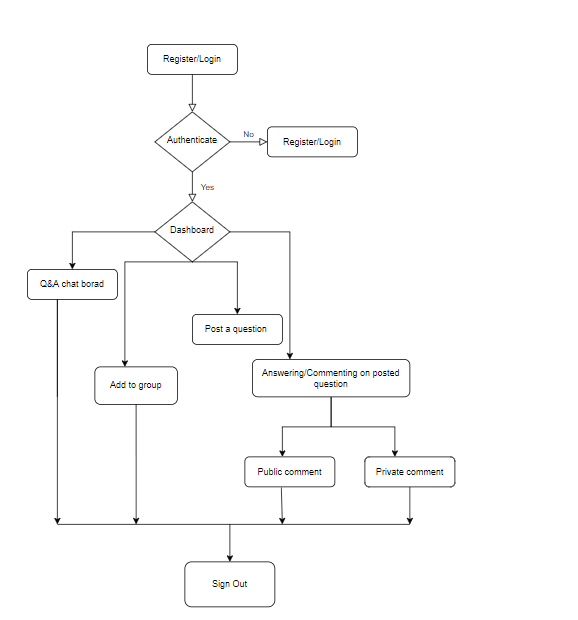 Register/Login
Authenticate
No
Register/Login
Yes
Dashboard
Q&A chat borad
Post a question
Add to group
Answering/Commenting on posted
question
Public comment
Private comment
Sign Out